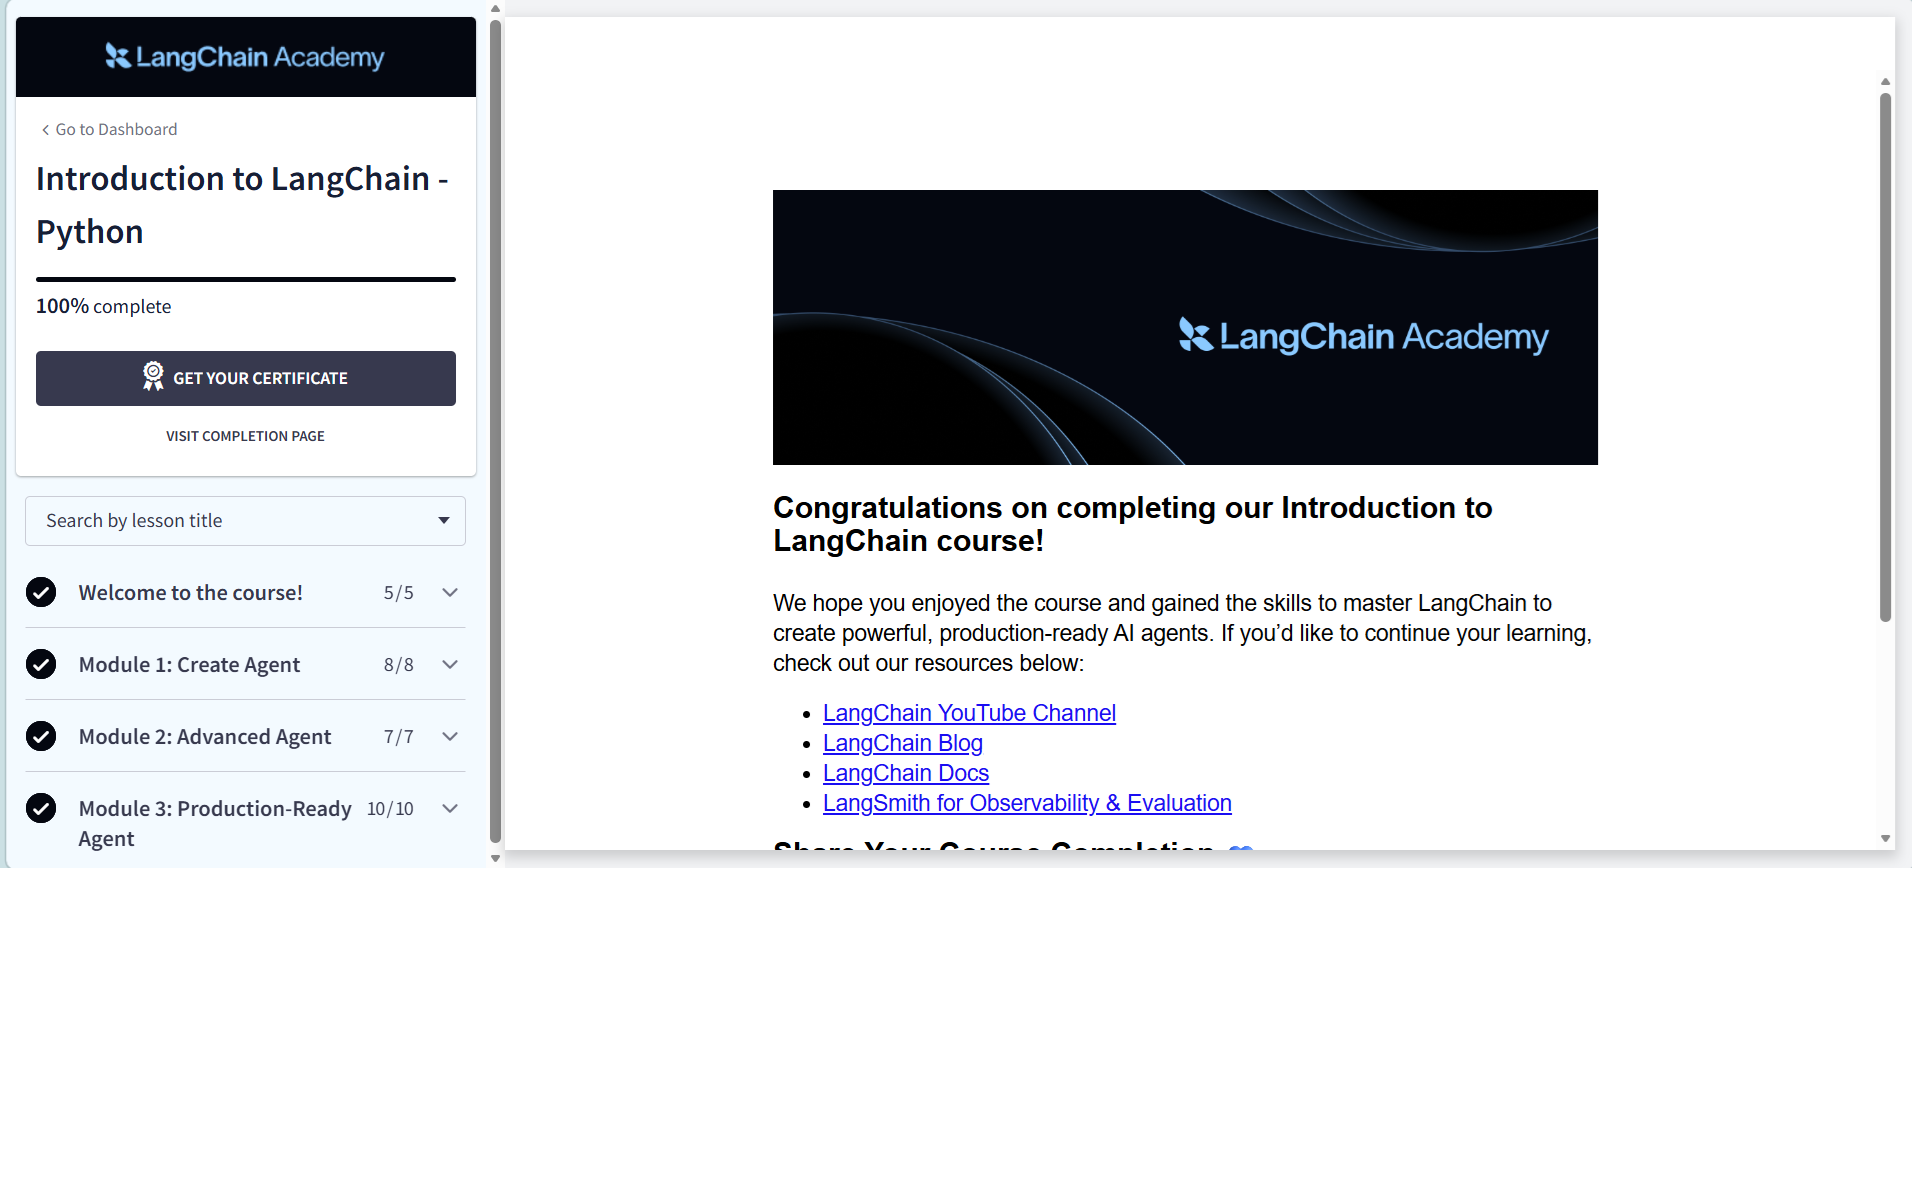 LangChain Academy
Go to Dashboard
Introduction to LangChain -
Python
100% complete
GET YOUR CERTIFICATE
VISIT COMPLETION PAGE
Search by lesson title
Welcome to the course! 5/5
Module 1: Create Agent 8/8
Module 2: Advanced Agent 7/7
Module 3: Production-Ready 10/10
Agent
LangChain Academy
Congratulations on completing our Introduction to
LangChain course!
We hope you enjoyed the course and gained the skills to master LangChain to
create powerful, production-ready AI agents. If you’d like to continue your learning,
check out our resources below:
LangChain YouTube Channel
LangChain Blog
LangChain Docs
LangSmith for Observability & Evaluation
Share Your Course Completion